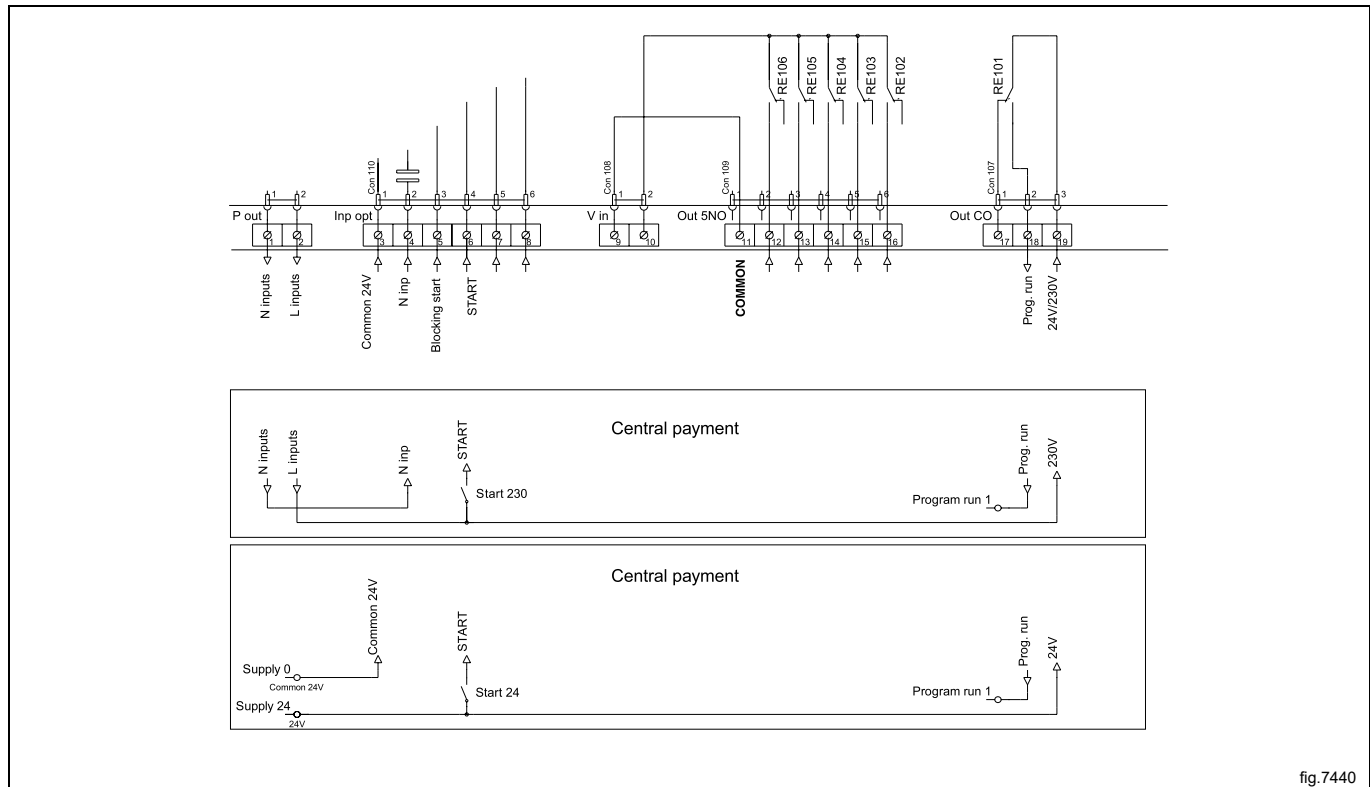 RE106
RE105
RE104
RE103
RE102
RE101
Con 110
Con 108
Con 109
Con 107
1 2
1 2 3 4 5 6
1 2
1 2 3 4 5 6
1 2 3
P out
Inp opt
V in
Out 5NO
Out CO
1 2 3 4 5 6 7 8 9 10 11 12 13 14 15 16 17 18 19
N inputs
L inputs
Common 24V
N inp
Blocking start
START
COMMON
Prog. run
24V/230V
Central payment
N inputs
L inputs
N inp
START
Start 230
Program run 1
Prog. run
230V
Central payment
Common 24V
START
Supply 0
Common 24V
Supply 24
24V
Start 24
Program run 1
Prog. run
24V
fig.7440